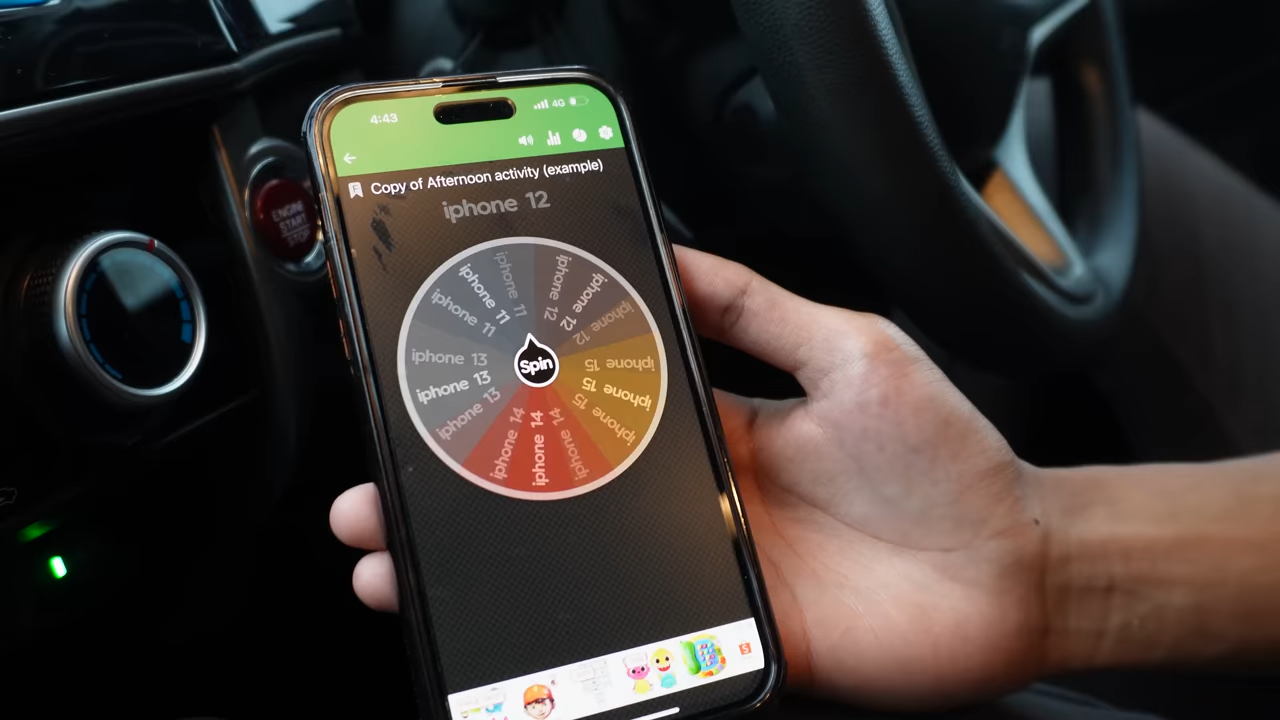 4:43
4G
Copy of Afternoon activity (example)
iphone 12
iphone 11
iphone 11
iphone 11
iphone 12
iphone 12
iphone 12
iphone 13
iphone 13
iphone 13
iphone 15
iphone 15
iphone 15
iphone 14
iphone 14
iphone 14
Spin
ENGINE
START
STOP